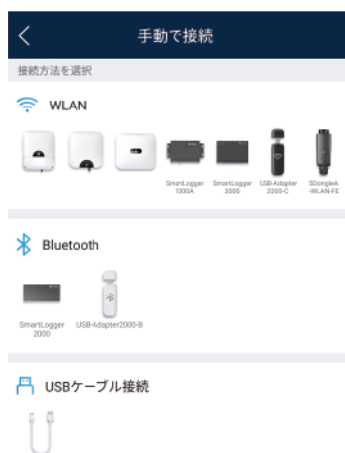 手動で接続
接続方法を選択
WLAN
SmartLogger SmartLogger USB-Adapter SDongleA
1000A 3000 2000-C -WLAN-FE
Bluetooth
SmartLogger USB-Adapter2000-B
2000
USBケーブル接続